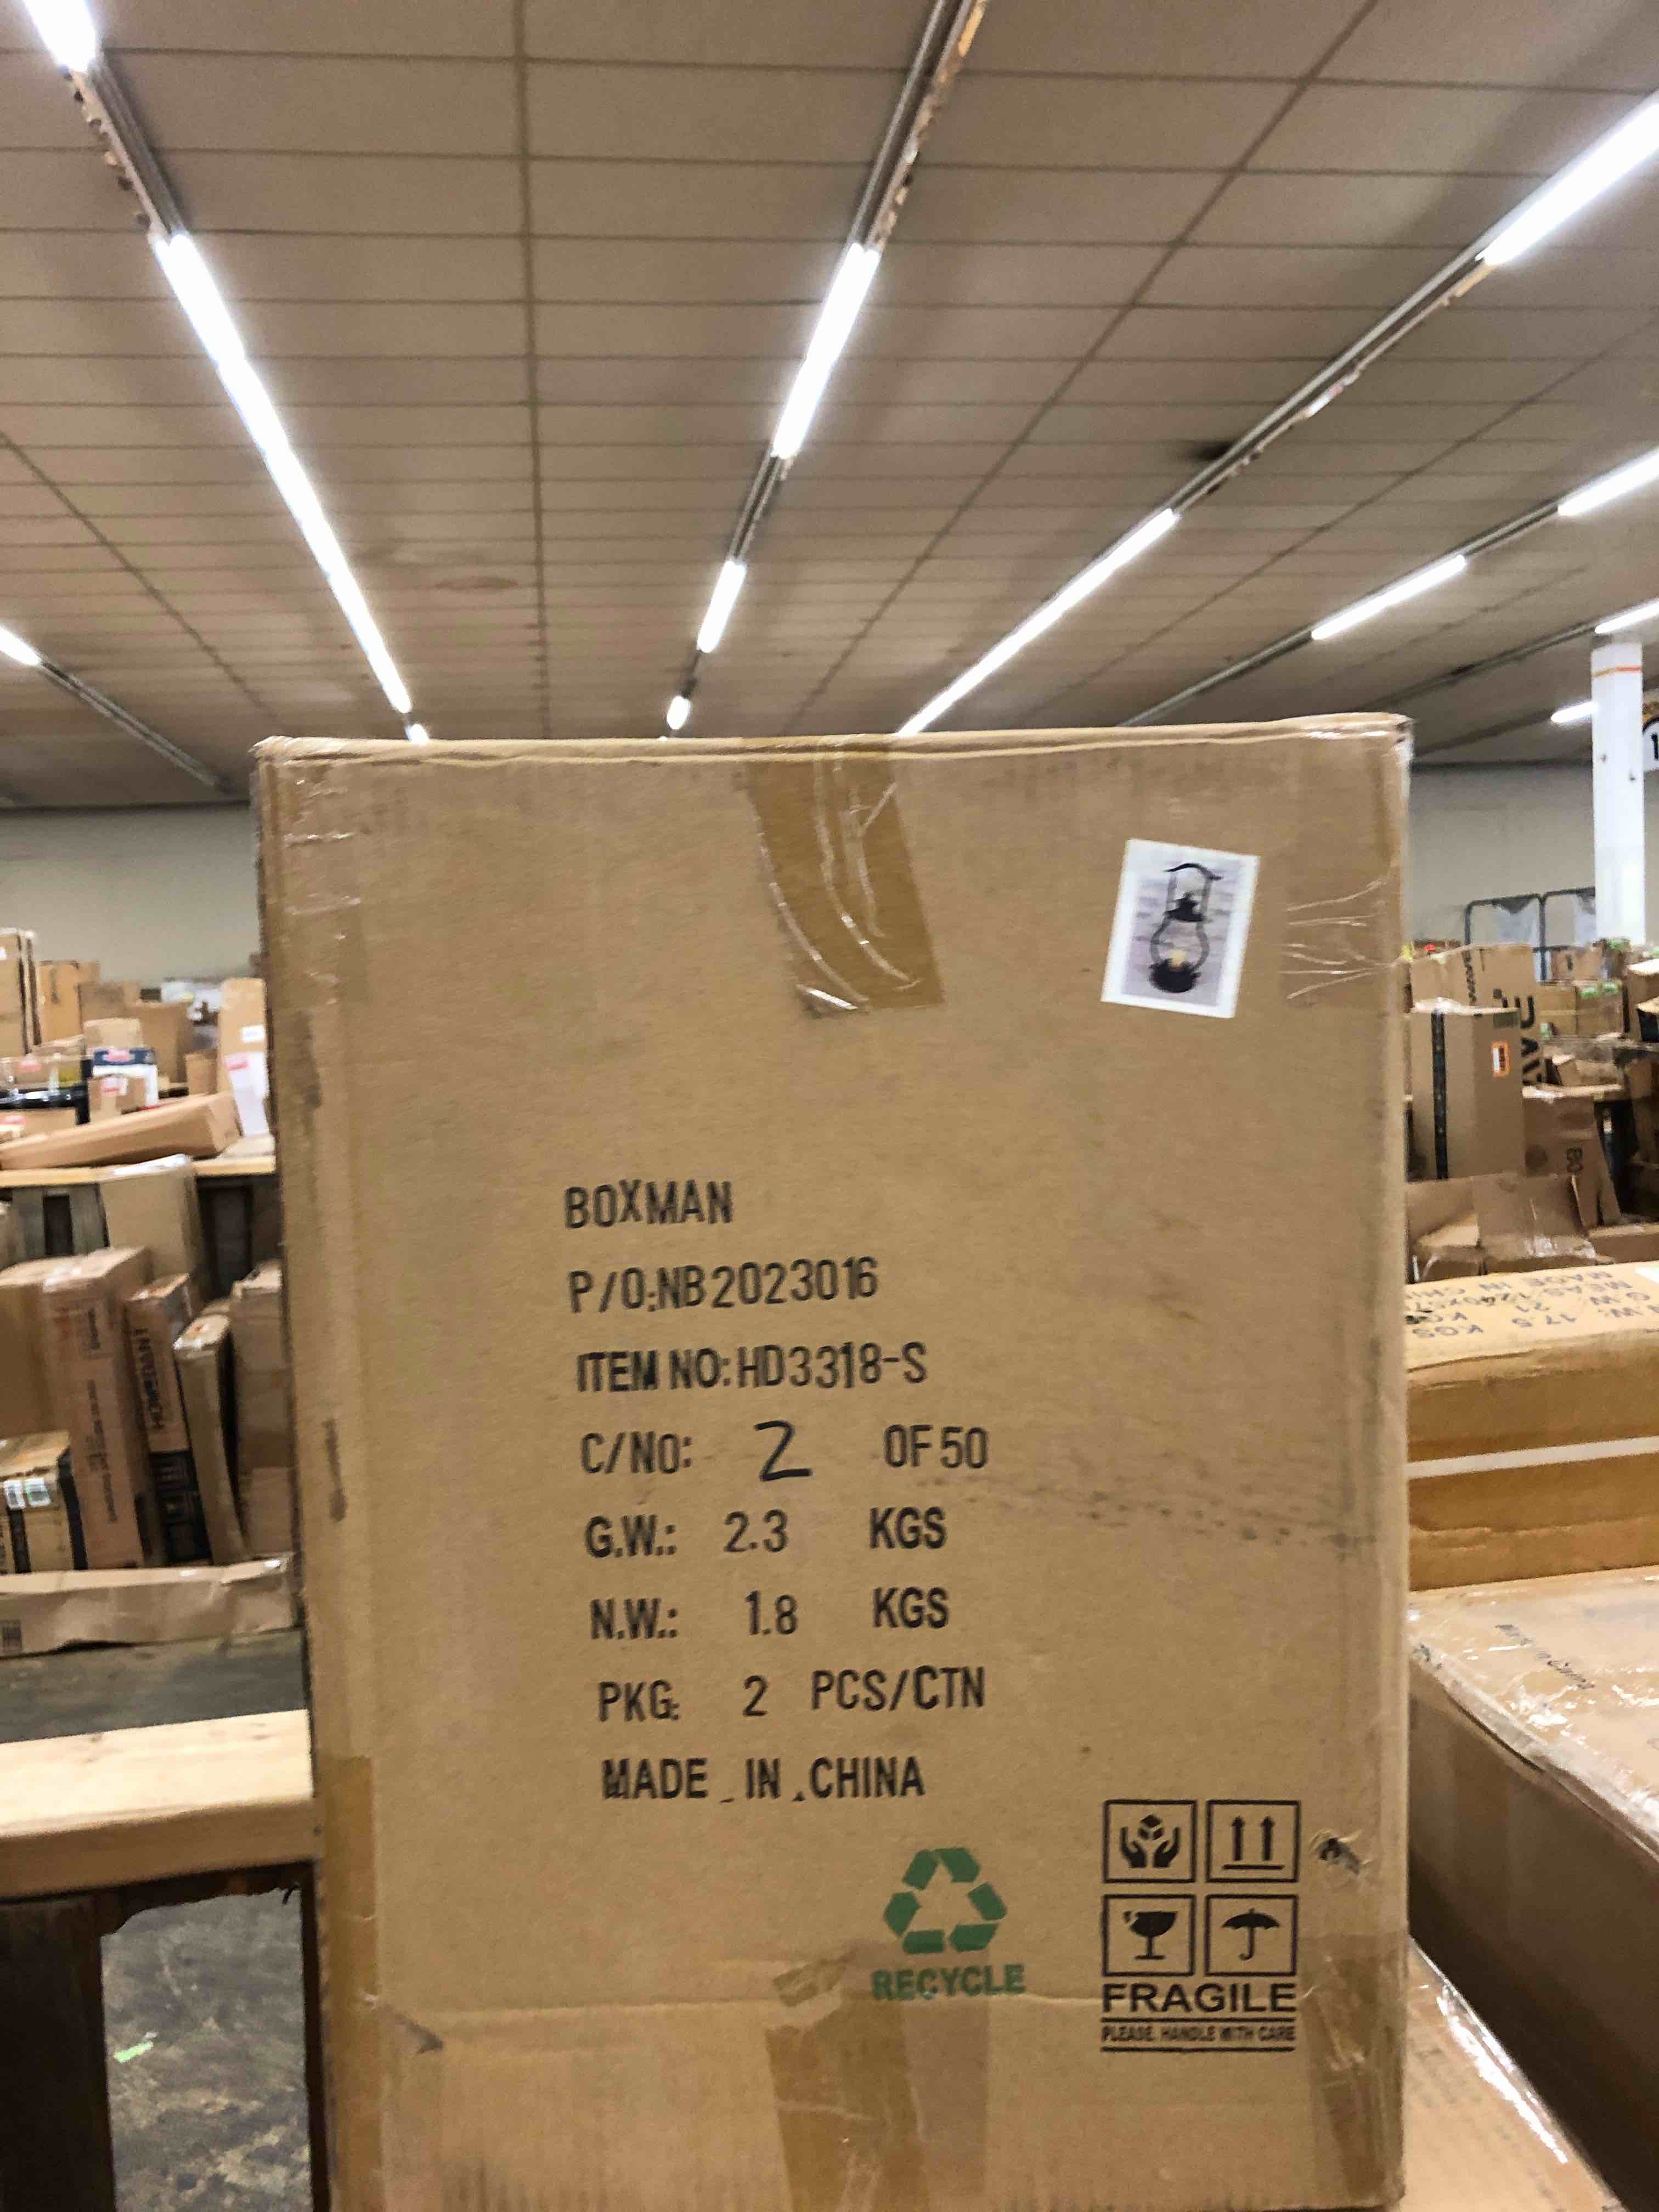 BOXMAN
P/O:NB2023016
ITEM NO:HD3318-S
C/NO: 2 OF 50
G.W.: 2.3 KGS
N.W.: 1.8 KGS
PKG: 2 PCS/CTN
MADE IN CHINA
RECYCLE
FRAGILE
PLEASE, HANDLE WITH CARE